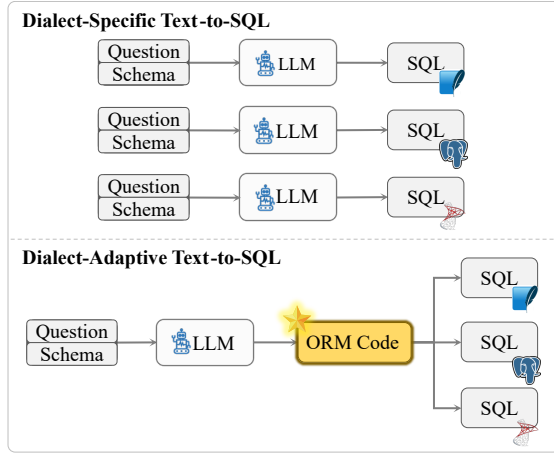 Dialect-Specific Text-to-SQL
Question
Schema
LLM
SQL
Question
Schema
LLM
SQL
Question
Schema
LLM
SQL
Dialect-Adaptive Text-to-SQL
Question
Schema
LLM
ORM Code
SQL
SQL
SQL